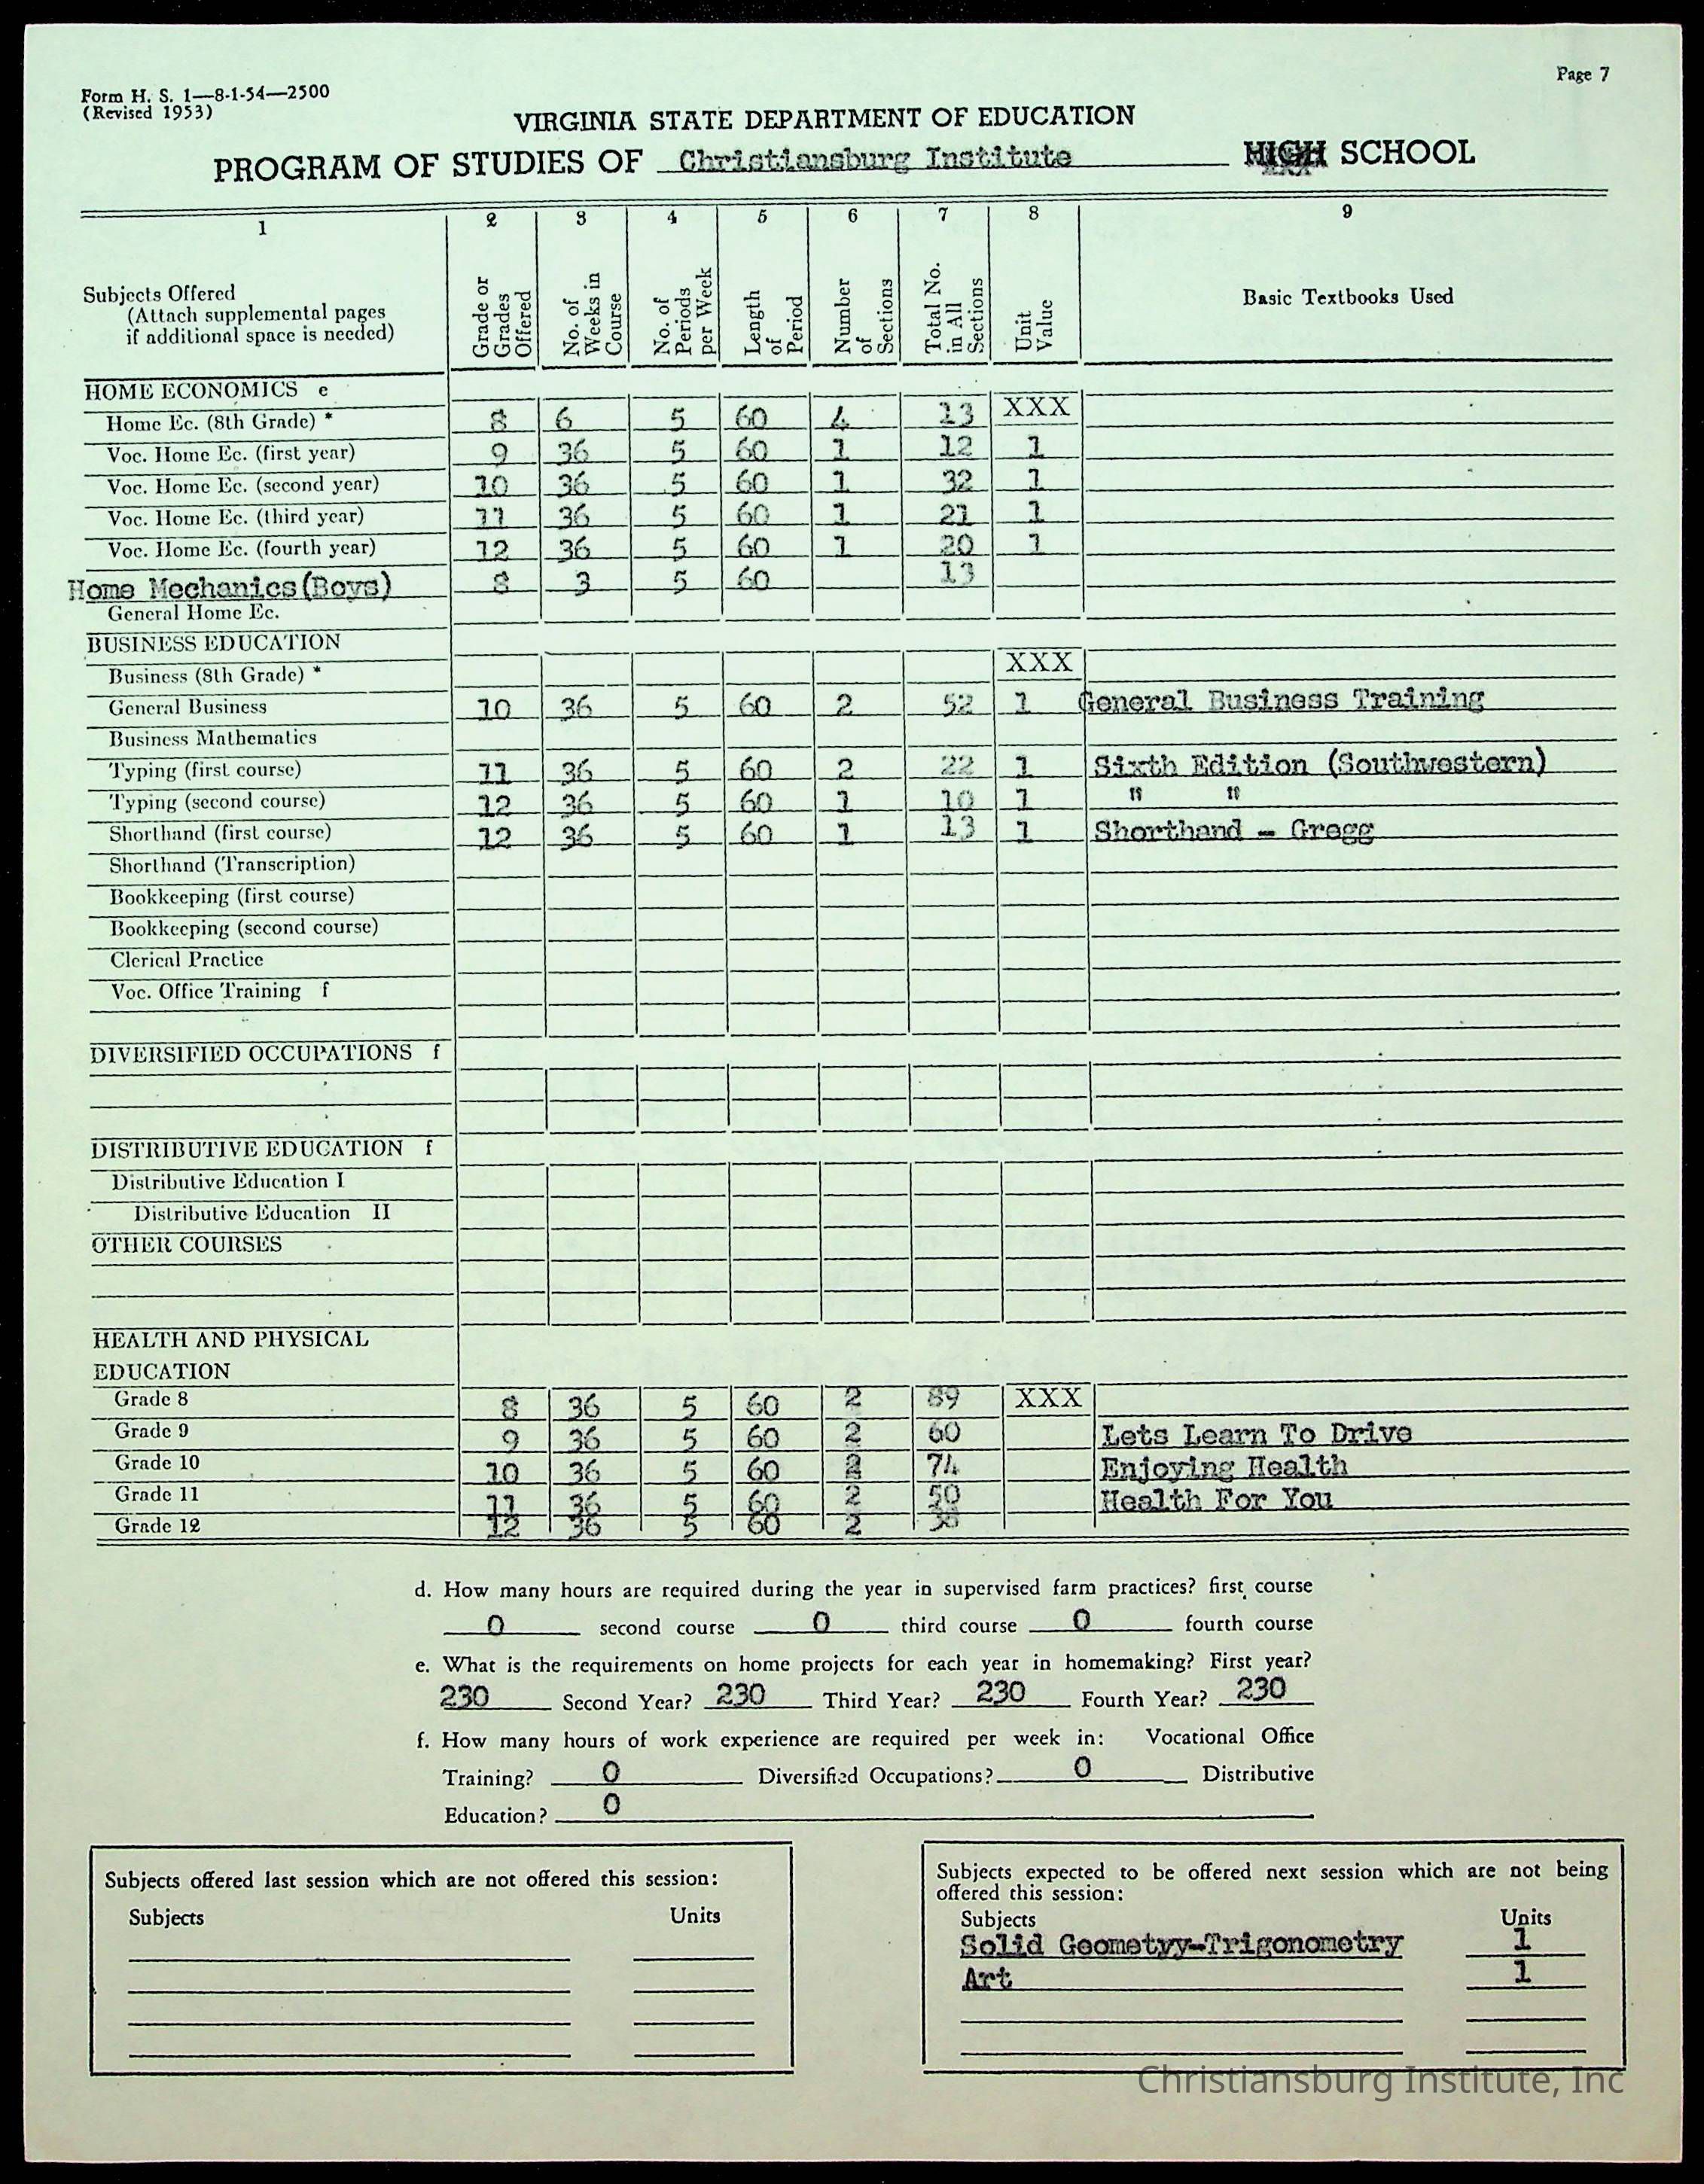 Page 7
Form H. S. 1—8-1-54—2500
(Revised 1953)
VIRGINIA STATE DEPARTMENT OF EDUCATION
PROGRAM OF STUDIES OF Christiansburg Institute HIGH SCHOOL
1 2 3 4 5 6 7 8 9
Subjects Offered
(Attach supplemental pages
if additional space is needed)
Grade or Grades Offered
No. of Weeks in Course
No. of Periods per Week
Length of Period
Number of Sections
Total No. in All Sections
Unit Value
Basic Textbooks Used
HOME ECONOMICS e
Home Ec. (8th Grade) * 8 6 5 60 4 13 XXX
Voc. Home Ec. (first year) 9 36 5 60 1 12 1
Voc. Home Ec. (second year) 10 36 5 60 1 32 1
Voc. Home Ec. (third year) 11 36 5 60 1 21 1
Voc. Home Ec. (fourth year) 12 36 5 60 1 20 1
Home Mechanics(Boys) 8 3 5 60 13
General Home Ec.
BUSINESS EDUCATION
Business (8th Grade) * XXX
General Business 10 36 5 60 2 52 1 General Business Training
Business Mathematics
Typing (first course) 11 36 5 60 2 22 1 Sixth Edition (Southwestern)
Typing (second course) 12 36 5 60 1 10 1 " "
Shorthand (first course) 12 36 5 60 1 13 1 Shorthand - Gregg
Shorthand (Transcription)
Bookkeeping (first course)
Bookkeeping (second course)
Clerical Practice
Voc. Office Training f
DIVERSIFIED OCCUPATIONS f
DISTRIBUTIVE EDUCATION f
Distributive Education I
Distributive Education II
OTHER COURSES
HEALTH AND PHYSICAL
EDUCATION
Grade 8 8 36 5 60 2 89 XXX
Grade 9 9 36 5 60 2 60 Lets Learn To Drive
Grade 10 10 36 5 60 2 74 Enjoying Health
Grade 11 11 36 5 60 2 50 Health For You
Grade 12 12 36 5 60 2
d. How many hours are required during the year in supervised farm practices? first course
0 second course 0 third course 0 fourth course
e. What is the requirements on home projects for each year in homemaking? First year?
230 Second Year? 230 Third Year? 230 Fourth Year? 230
f. How many hours of work experience are required per week in: Vocational Office
Training? 0 Diversified Occupations? 0 Distributive
Education? 0
Subjects offered last session which are not offered this session:
Subjects Units
Subjects expected to be offered next session which are not being
offered this session:
Subjects Units
Solid Geometvy-Trigonometry 1
Art 1
Christiansburg Institute, Inc